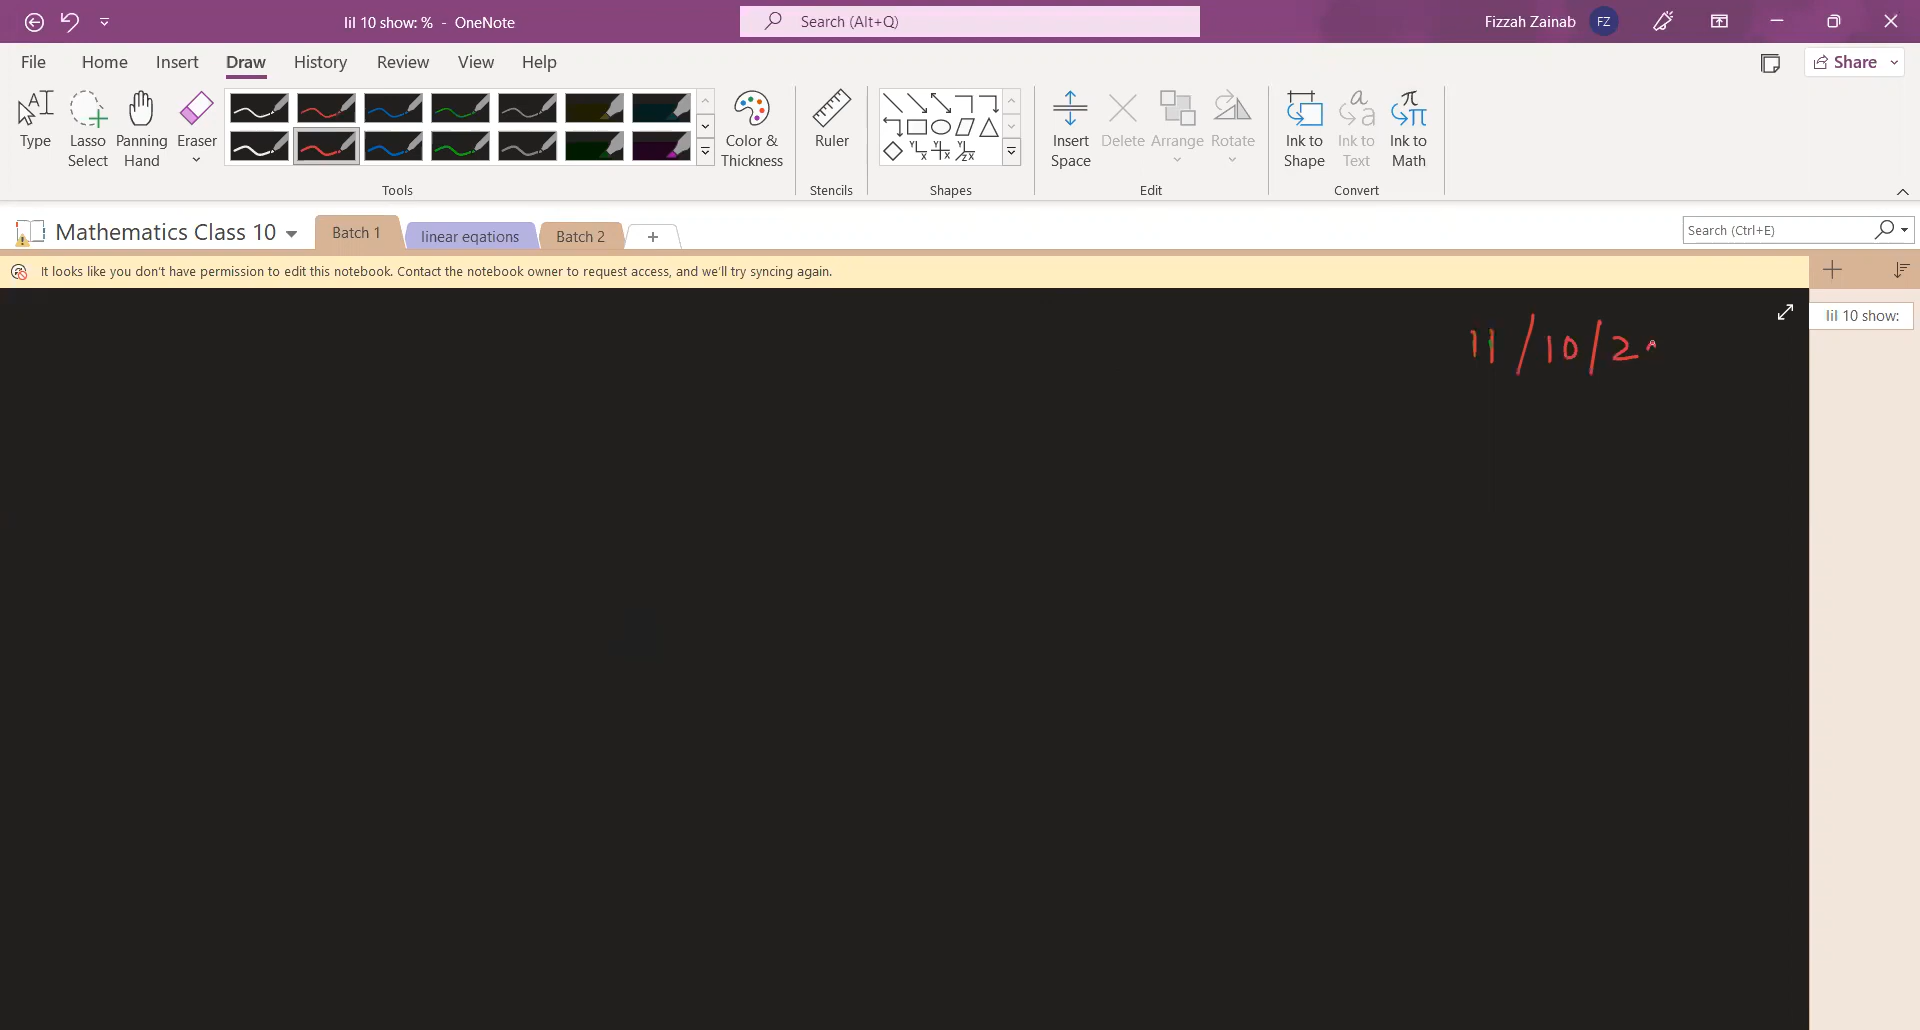 Iil 10 show: % - OneNote
Search (Alt+Q)
Fizzah Zainab FZ
File Home Insert Draw History Review View Help
Share
Type Lasso Select Panning Hand Eraser
Color & Thickness
Ruler
Insert Space Delete Arrange Rotate
Ink to Shape Ink to Text Ink to Math
Tools Stencils Shapes Edit Convert
Mathematics Class 10 Batch 1 linear eqations Batch 2 +
Search (Ctrl+E)
It looks like you don't have permission to edit this notebook. Contact the notebook owner to request access, and we'll try syncing again.
Iil 10 show:
11/10/2